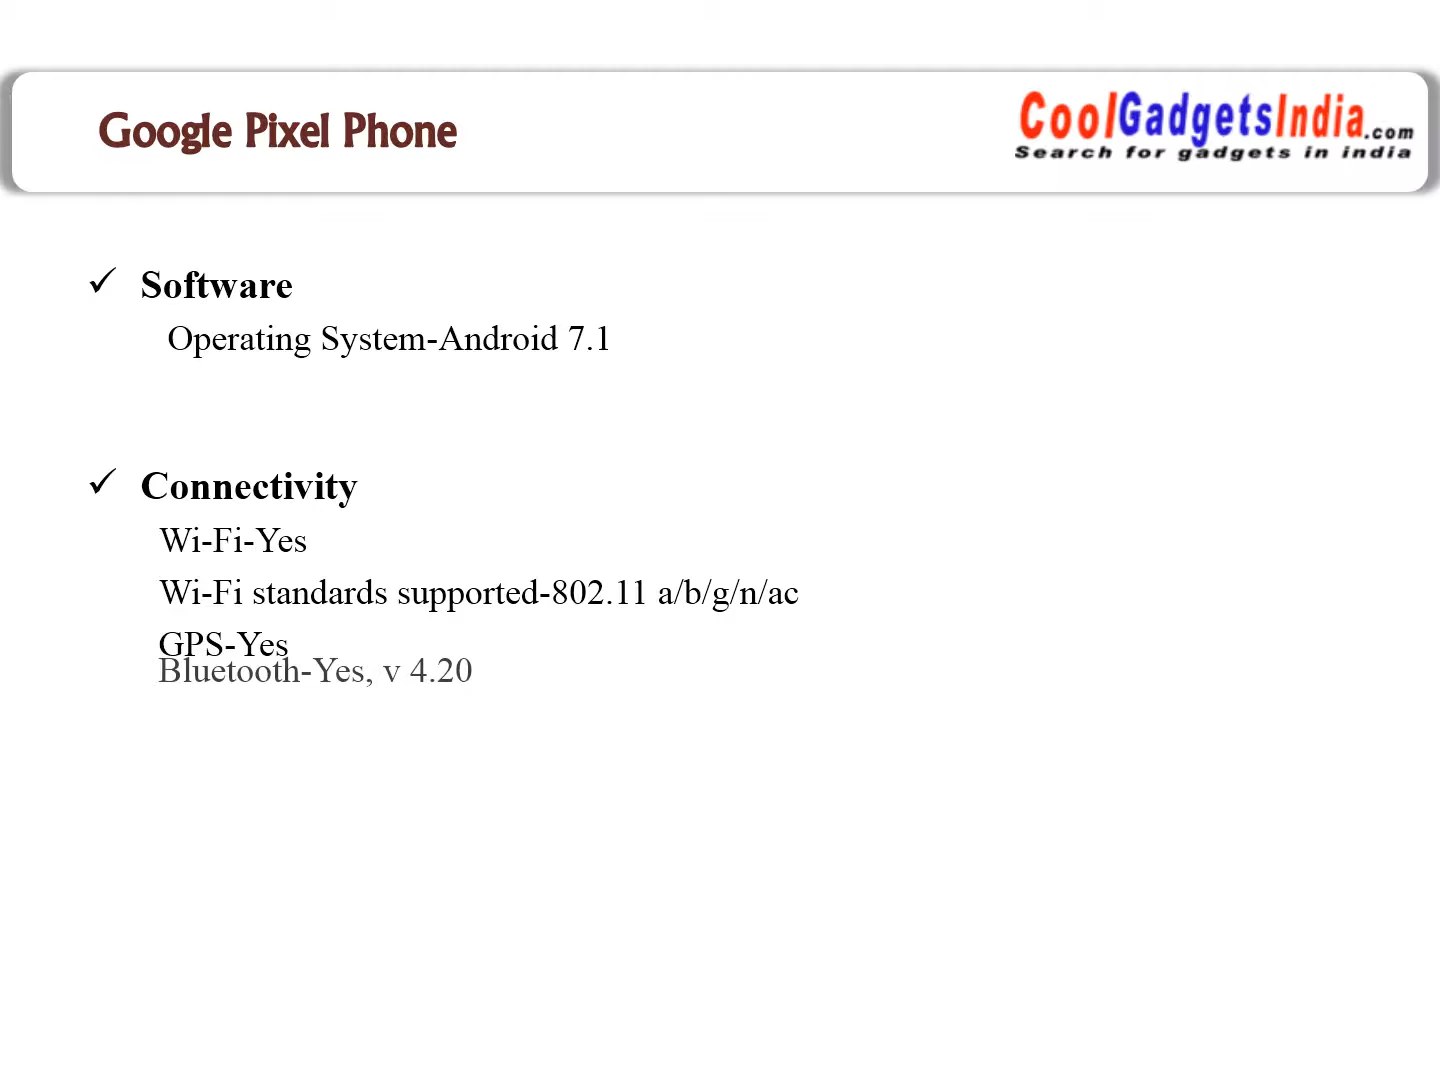 Google Pixel Phone
CoolGadgetsIndia.com
Search for gadgets in india
✓ Software
Operating System-Android 7.1
✓ Connectivity
Wi-Fi-Yes
Wi-Fi standards supported-802.11 a/b/g/n/ac
GPS-Yes
Bluetooth-Yes, v 4.20